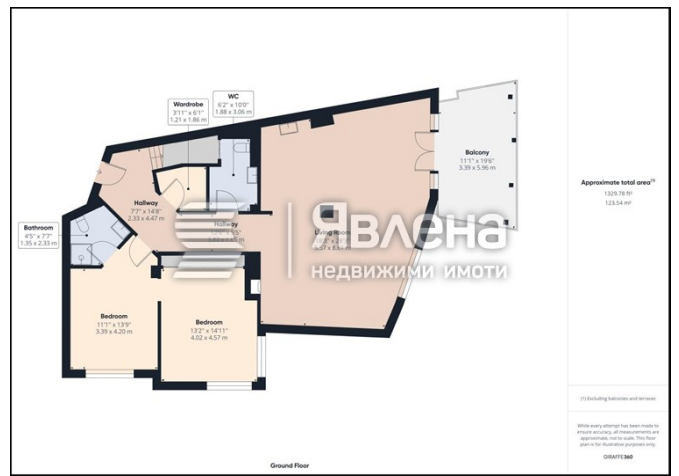 WC
6'2" x 10'0"
1.88 x 3.06 m
Wardrobe
3'11" x 6'1"
1.21 x 1.86 m
Balcony
11'1" x 19'6"
3.39 x 5.96 m
Hallway
7'7" x 14'8"
2.33 x 4.47 m
Bathroom
4'5" x 7'7"
1.35 x 2.33 m
Hallway
Living Room
Явлена
недвижими имоти
Bedroom
11'1" x 13'9"
3.39 x 4.20 m
Bedroom
13'2" x 14'11"
4.02 x 4.57 m
Ground Floor
Approximate total area(1)
1329.78 ft²
123.54 m²
(1) Excluding balconies and terraces
While every attempt has been made to
ensure accuracy, all measurements are
approximate, not to scale. This floor
plan is for illustrative purposes only.
GIRAFFE360